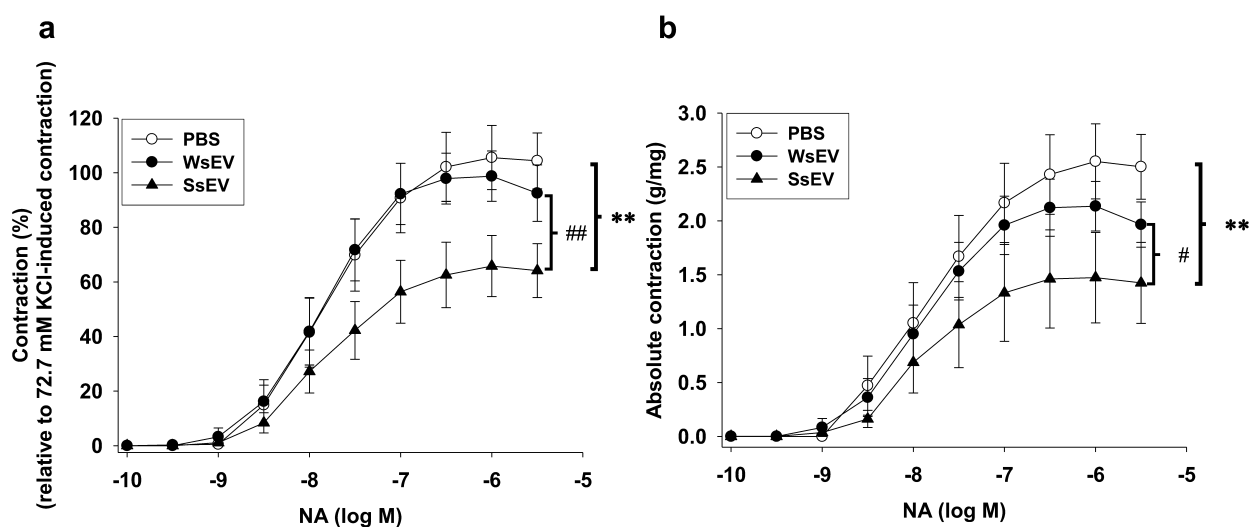 a
Contraction (%)
(relative to 72.7 mM KCl-induced contraction)
120
100
80
60
40
20
0
PBS
WsEV
SsEV
##
**
-10
-9
-8
-7
-6
-5
NA (log M)
b
Absolute contraction (g/mg)
3.0
2.5
2.0
1.5
1.0
0.5
0.0
PBS
WsEV
SsEV
#
**
-10
-9
-8
-7
-6
-5
NA (log M)